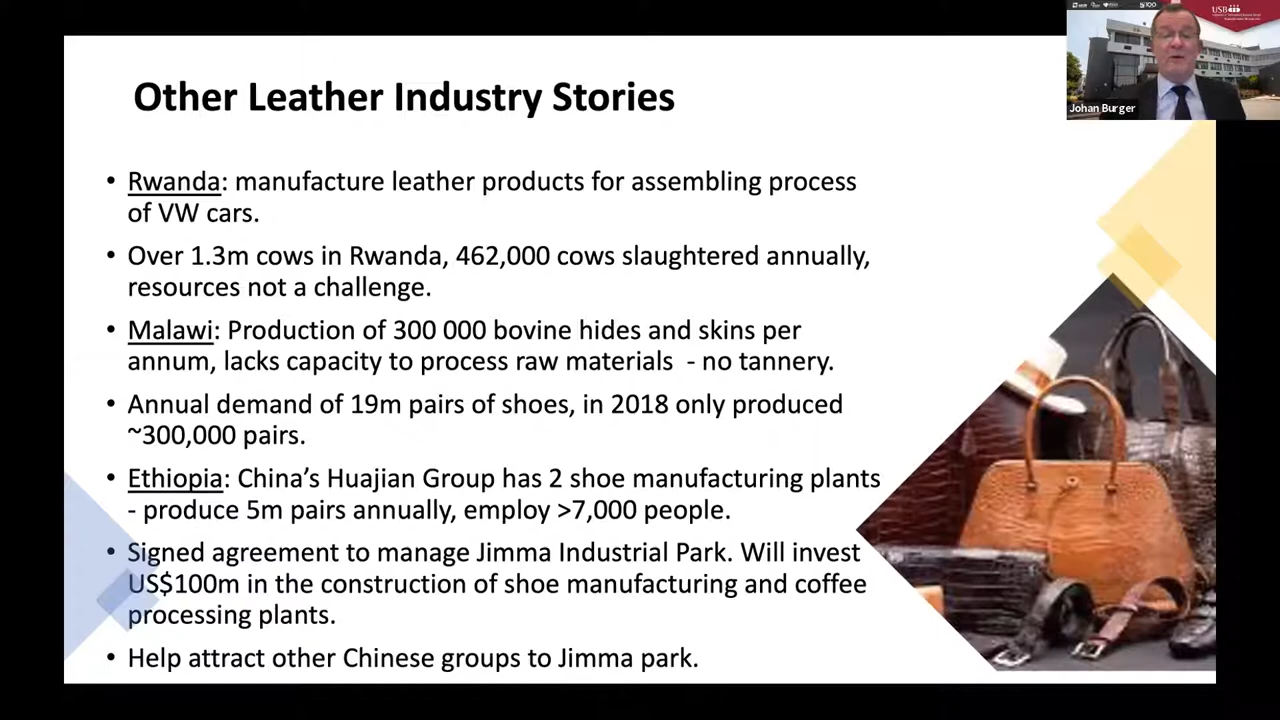 USB
Johan Burger
Other Leather Industry Stories
• Rwanda: manufacture leather products for assembling process
of VW cars.
• Over 1.3m cows in Rwanda, 462,000 cows slaughtered annually,
resources not a challenge.
• Malawi: Production of 300 000 bovine hides and skins per
annum, lacks capacity to process raw materials - no tannery.
• Annual demand of 19m pairs of shoes, in 2018 only produced
~300,000 pairs.
• Ethiopia: China’s Huajian Group has 2 shoe manufacturing plants
- produce 5m pairs annually, employ >7,000 people.
• Signed agreement to manage Jimma Industrial Park. Will invest
US$100m in the construction of shoe manufacturing and coffee
processing plants.
• Help attract other Chinese groups to Jimma park.